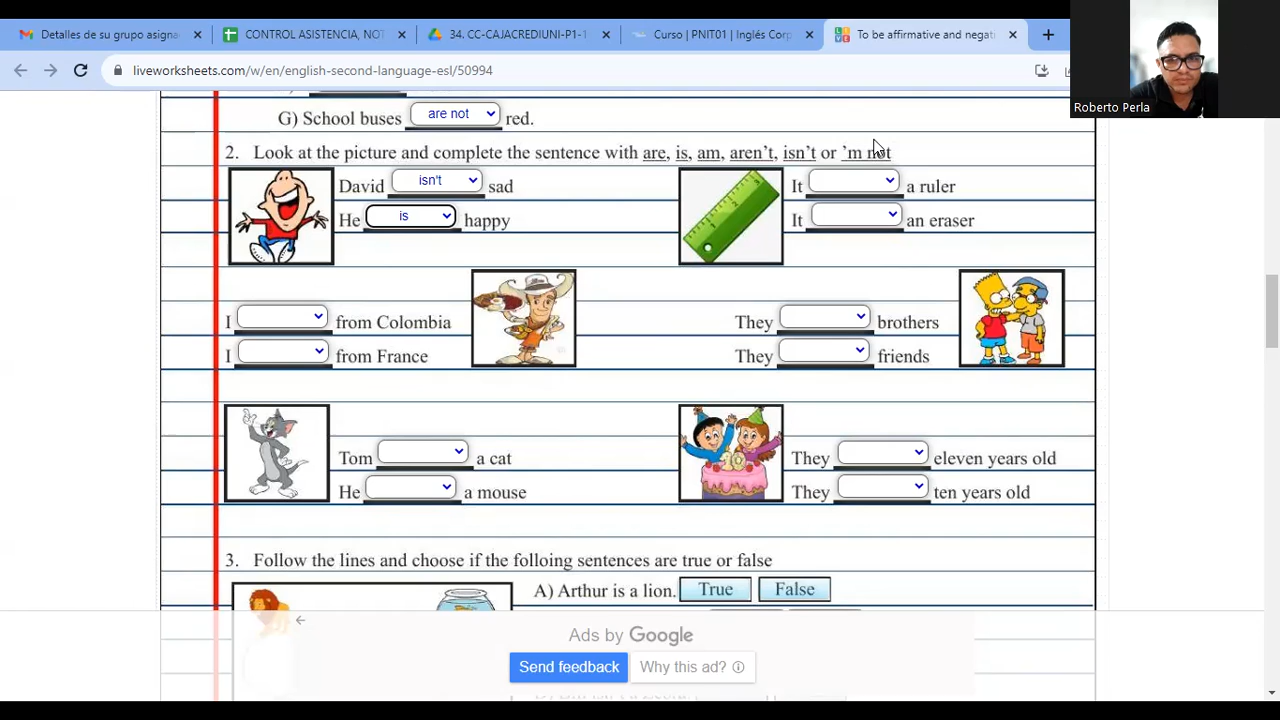 Detalles de su grupo asigna
CONTROL ASISTENCIA, NOT
34. CC-CAJACREDIUNI-P1-1
Curso | PNIT01 | Inglés Corp
To be affirmative and negati
liveworksheets.com/w/en/english-second-language-esl/50994
Roberto Perla
G) School buses are not red.
2. Look at the picture and complete the sentence with are, is, am, aren't, isn't or 'm not
David isn't sad
He is happy
It a ruler
It an eraser
I from Colombia
I from France
They brothers
They friends
Tom a cat
He a mouse
They eleven years old
They ten years old
3. Follow the lines and choose if the folloing sentences are true or false
A) Arthur is a lion. True False
Ads by Google
Send feedback Why this ad?